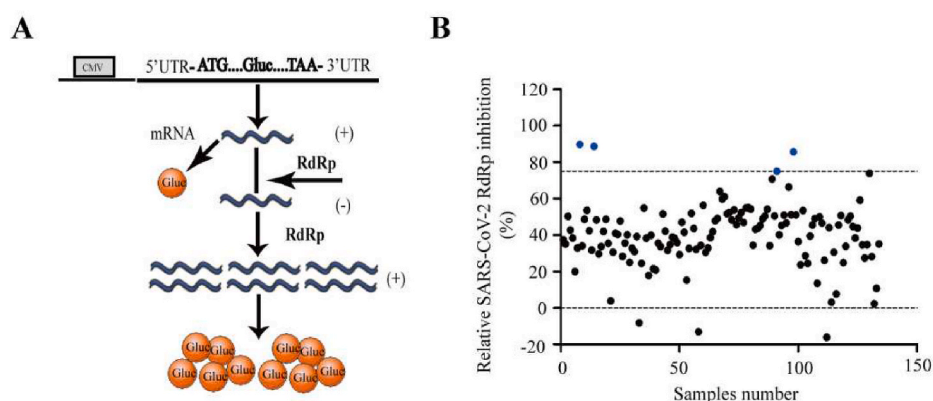 A
CMV
5'UTR-ATG....Gluc....TAA-3'UTR
mRNA
(+)
Gluc
RdRp
(-)
RdRp
(+)
Gluc Gluc Gluc Gluc
Gluc Gluc Gluc Gluc Gluc Gluc
B
Relative SARS-CoV-2 RdRp inhibition
(%)
120
100
80
60
40
20
0
-20
0 50 100 150
Samples number